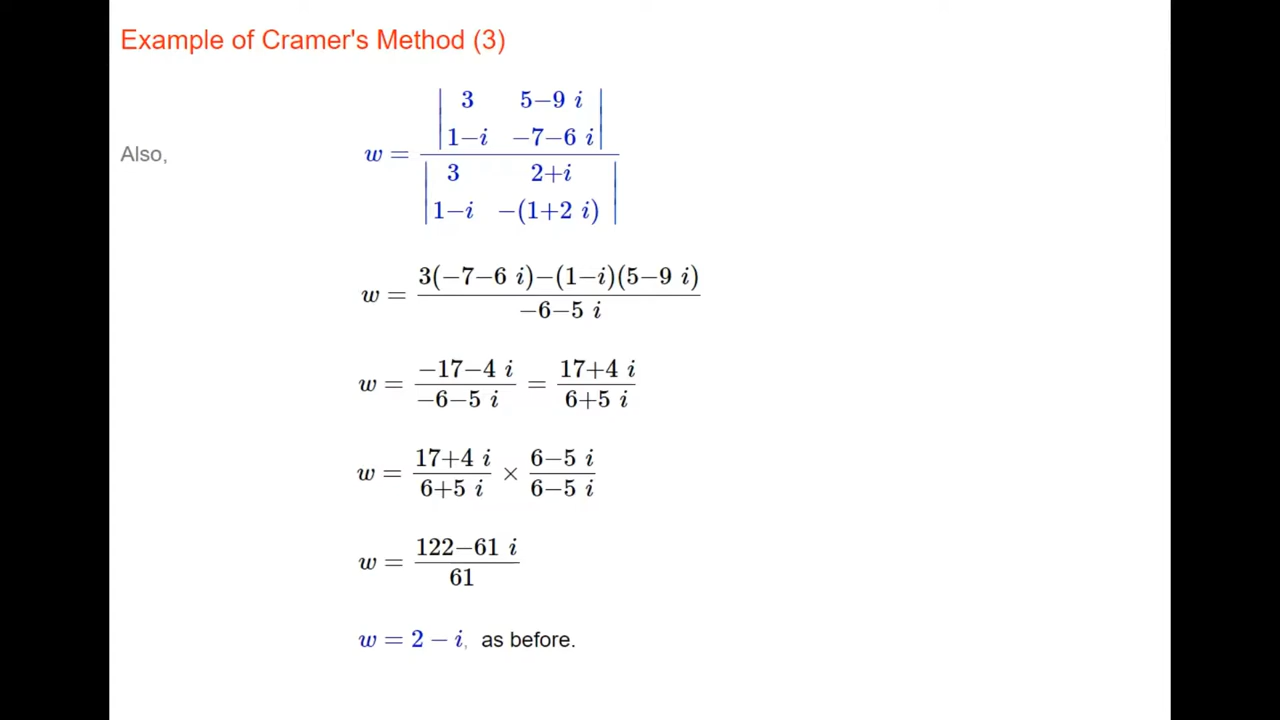 Example of Cramer's Method (3)
Also,
w = | 3 5−9 i |
| 1−i −7−6 i |
| 3 2+i |
| 1−i −(1+2 i) |
w = 3(−7−6 i)−(1−i)(5−9 i)
−6−5 i
w = −17−4 i = 17+4 i
−6−5 i 6+5 i
w = 17+4 i × 6−5 i
6+5 i 6−5 i
w = 122−61 i
61
w = 2 − i, as before.